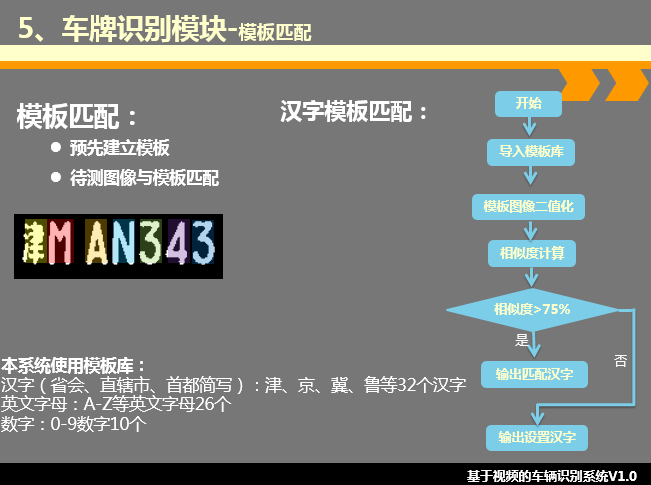 5、车牌识别模块-模板匹配
模板匹配：
● 预先建立模板
● 待测图像与模板匹配
津M AN343
本系统使用模板库：
汉字（省会、直辖市、首都简写）：津、京、冀、鲁等32个汉字
英文字母：A-Z等英文字母26个
数字：0-9数字10个
汉字模板匹配：
开始
导入模板库
模板图像二值化
相似度计算
相似度>75%
是
否
输出匹配汉字
输出设置汉字
基于视频的车辆识别系统V1.0